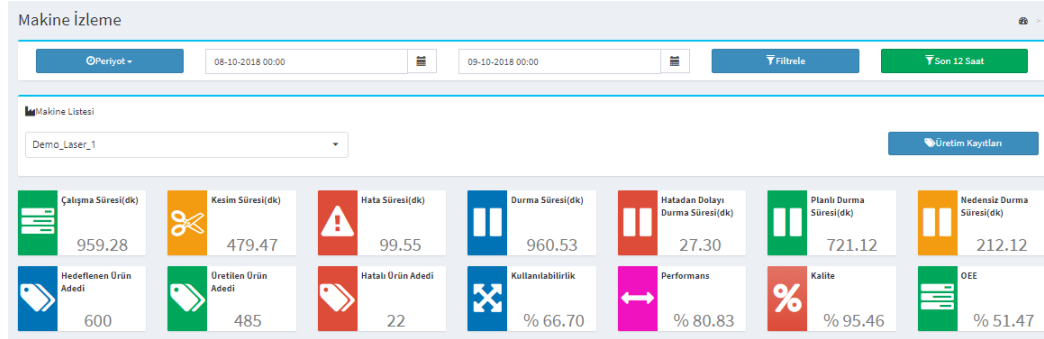 Makine İzleme
Periyot
08-10-2018 00:00
09-10-2018 00:00
Filtrele
Son 12 Saat
Makine Listesi
Demo_Laser_1
Üretim Kayıtları
Çalışma Süresi(dk)
959.28
Kesim Süresi(dk)
479.47
Hata Süresi(dk)
99.55
Durma Süresi(dk)
960.53
Hatadan Dolayı
Durma Süresi(dk)
27.30
Planlı Durma
Süresi(dk)
721.12
Nedensiz Durma
Süresi(dk)
212.12
Hedeflenen Ürün
Adedi
600
Üretilen Ürün
Adedi
485
Hatalı Ürün Adedi
22
Kullanılabilirlik
% 66.70
Performans
% 80.83
Kalite
% 95.46
OEE
% 51.47